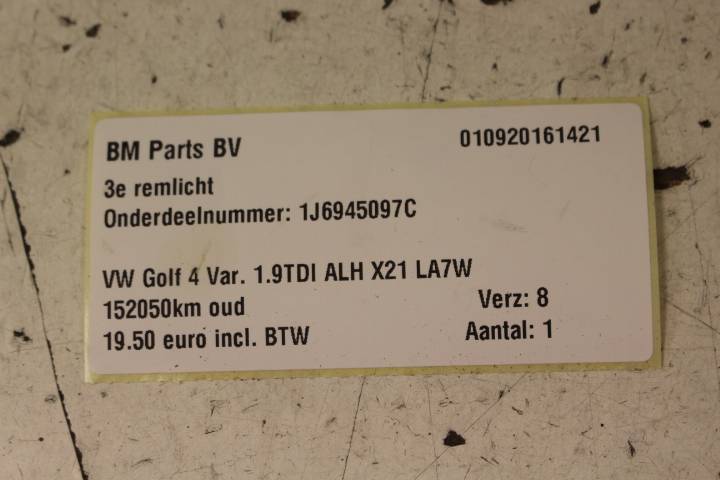 BM Parts BV 010920161421
3e remlicht
Onderdeelnummer: 1J6945097C
VW Golf 4 Var. 1.9TDI ALH X21 LA7W
152050km oud Verz: 8
19.50 euro incl. BTW Aantal: 1